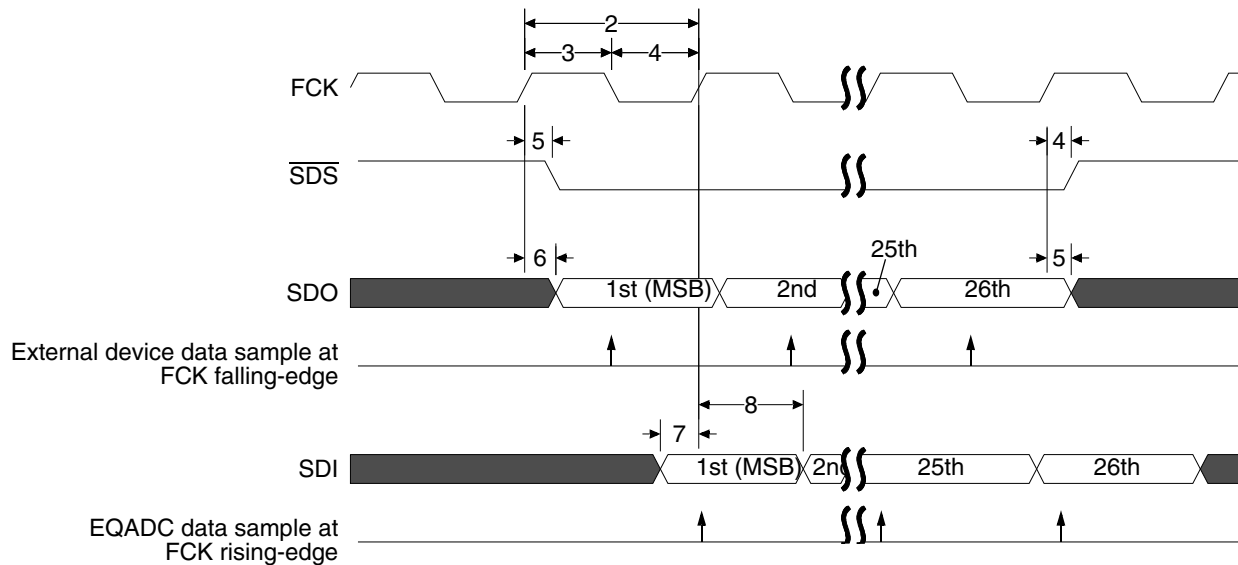 2
3 4
FCK
5 4
SDS
25th
6 5
SDO 1st (MSB) 2nd 26th
External device data sample at
FCK falling-edge
8
7
SDI 1st (MSB) 2nd 25th 26th
EQADC data sample at
FCK rising-edge